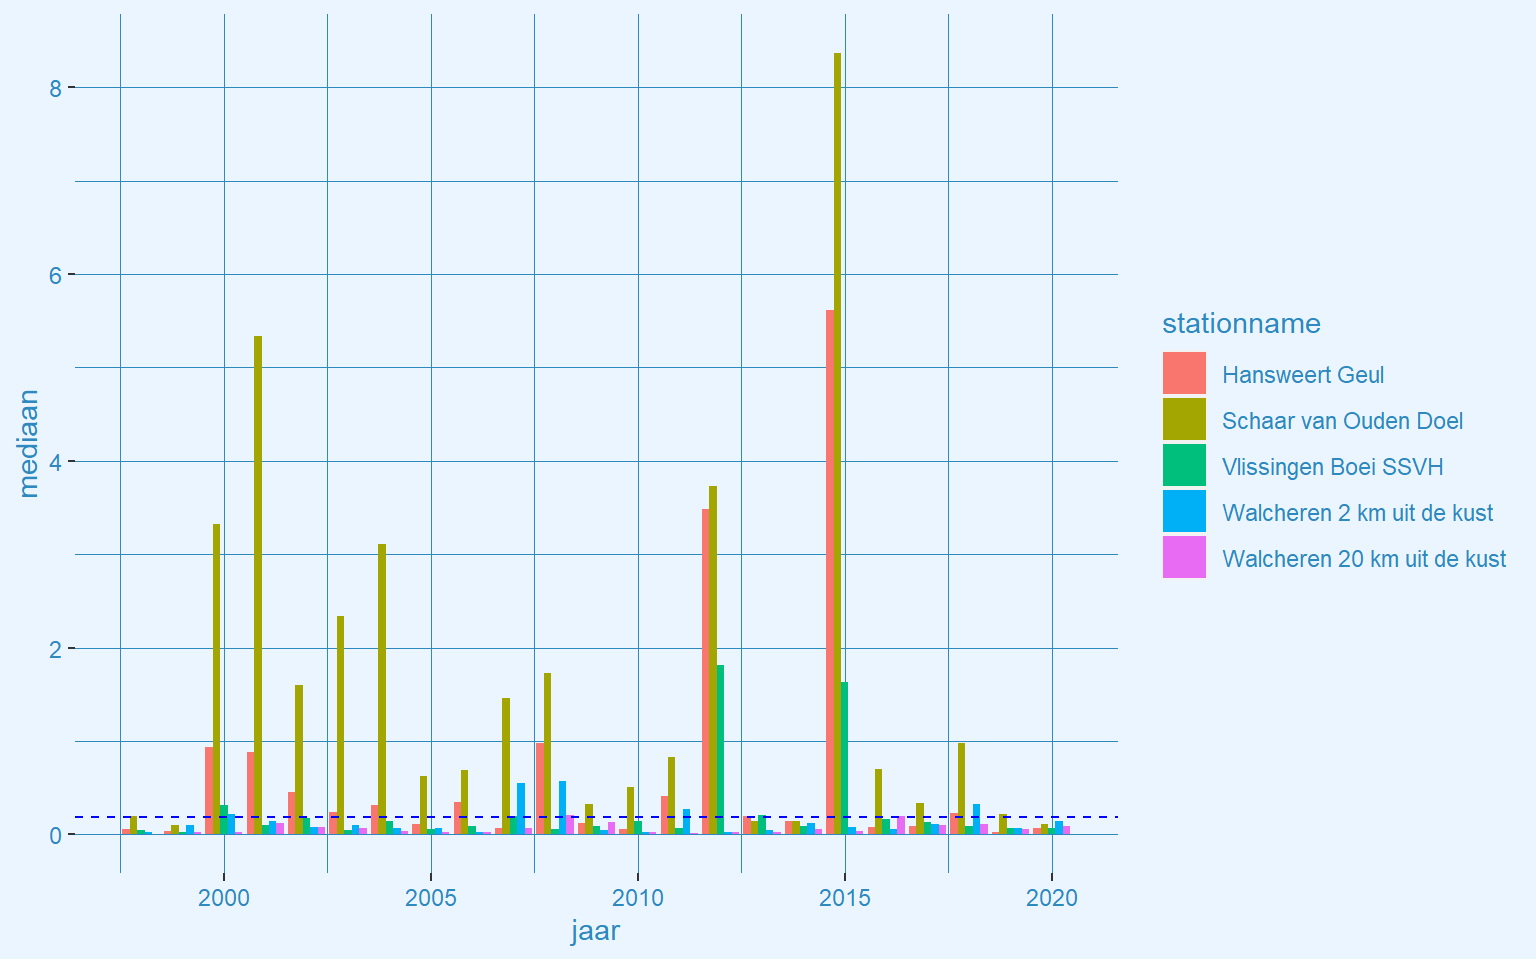 8
6
4
2
0
mediaan
2000 2005 2010 2015 2020
jaar
stationname
Hansweert Geul
Schaar van Ouden Doel
Vlissingen Boei SSVH
Walcheren 2 km uit de kust
Walcheren 20 km uit de kust